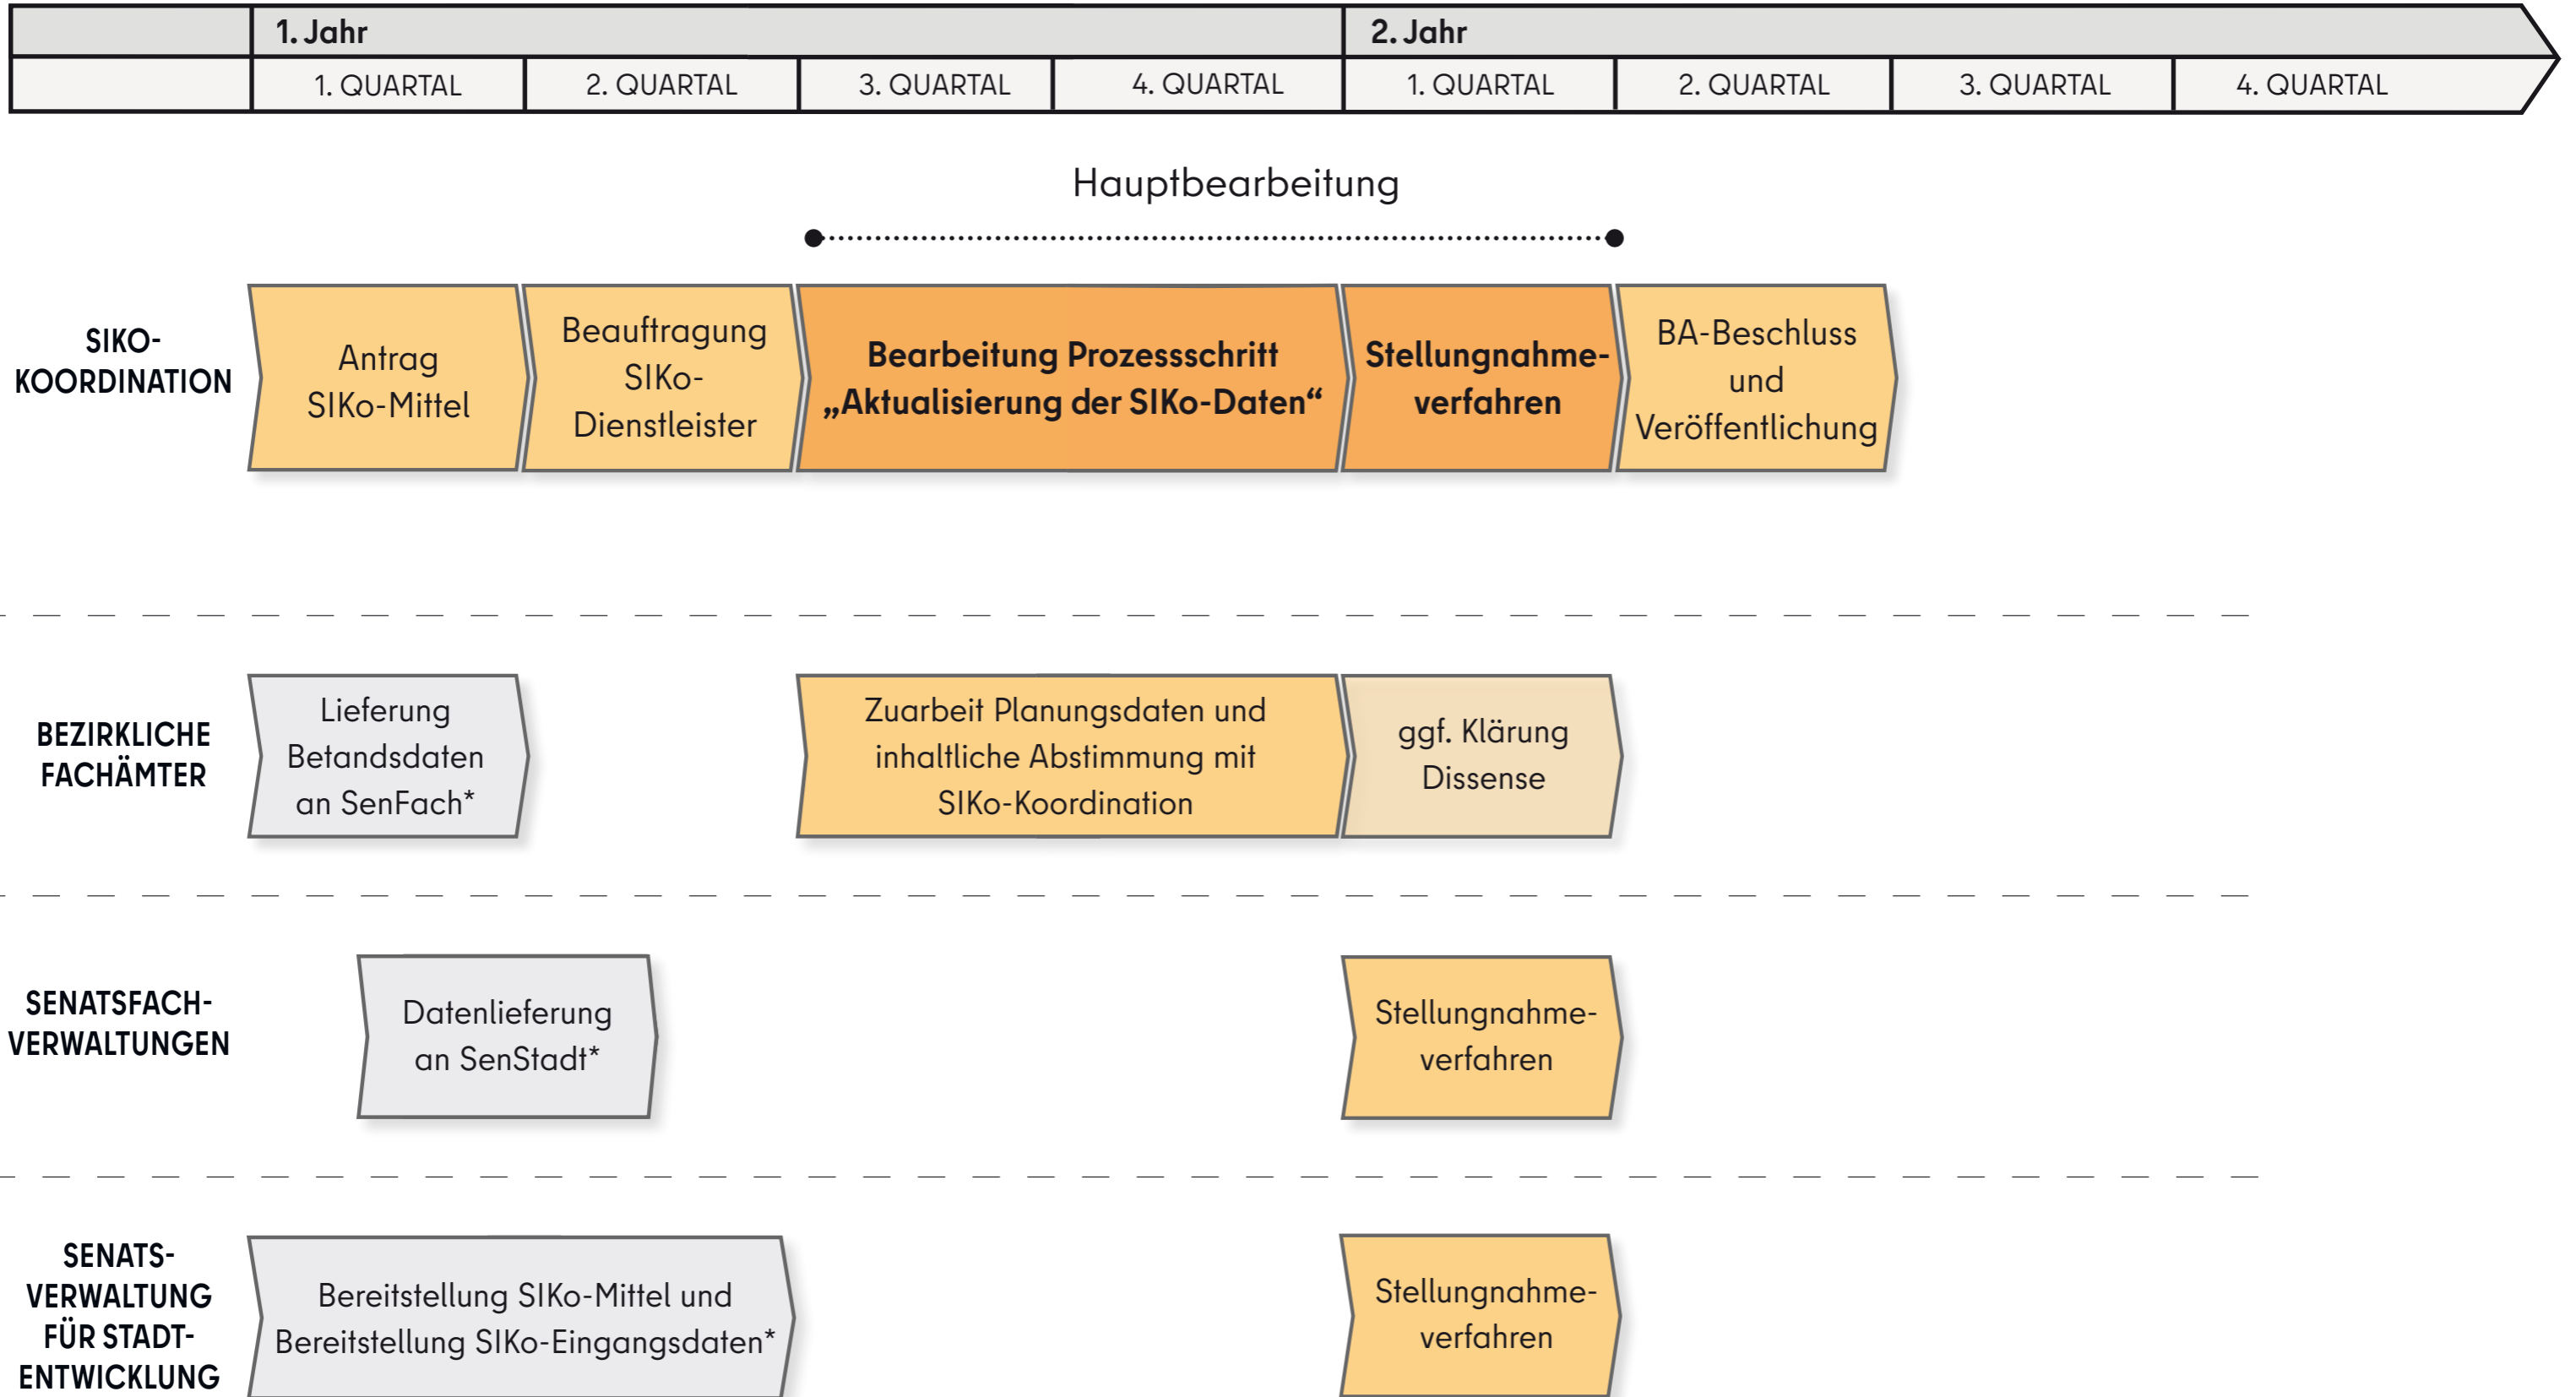 1. Jahr
2. Jahr
1. QUARTAL
2. QUARTAL
3. QUARTAL
4. QUARTAL
1. QUARTAL
2. QUARTAL
3. QUARTAL
4. QUARTAL
Hauptbearbeitung
SIKO-
KOORDINATION
Antrag
SIKo-Mittel
Beauftragung
SIKo-
Dienstleister
Bearbeitung Prozessschritt
„Aktualisierung der SIKo-Daten“
Stellungnahme-
verfahren
BA-Beschluss
und
Veröffentlichung
BEZIRKLICHE
FACHÄMTER
Lieferung
Betandsdaten
an SenFach*
Zuarbeit Planungsdaten und
inhaltliche Abstimmung mit
SIKo-Koordination
ggf. Klärung
Dissense
SENATSFACH-
VERWALTUNGEN
Datenlieferung
an SenStadt*
Stellungnahme-
verfahren
SENATS-
VERWALTUNG
FÜR STADT-
ENTWICKLUNG
Bereitstellung SIKo-Mittel und
Bereitstellung SIKo-Eingangsdaten*
Stellungnahme-
verfahren